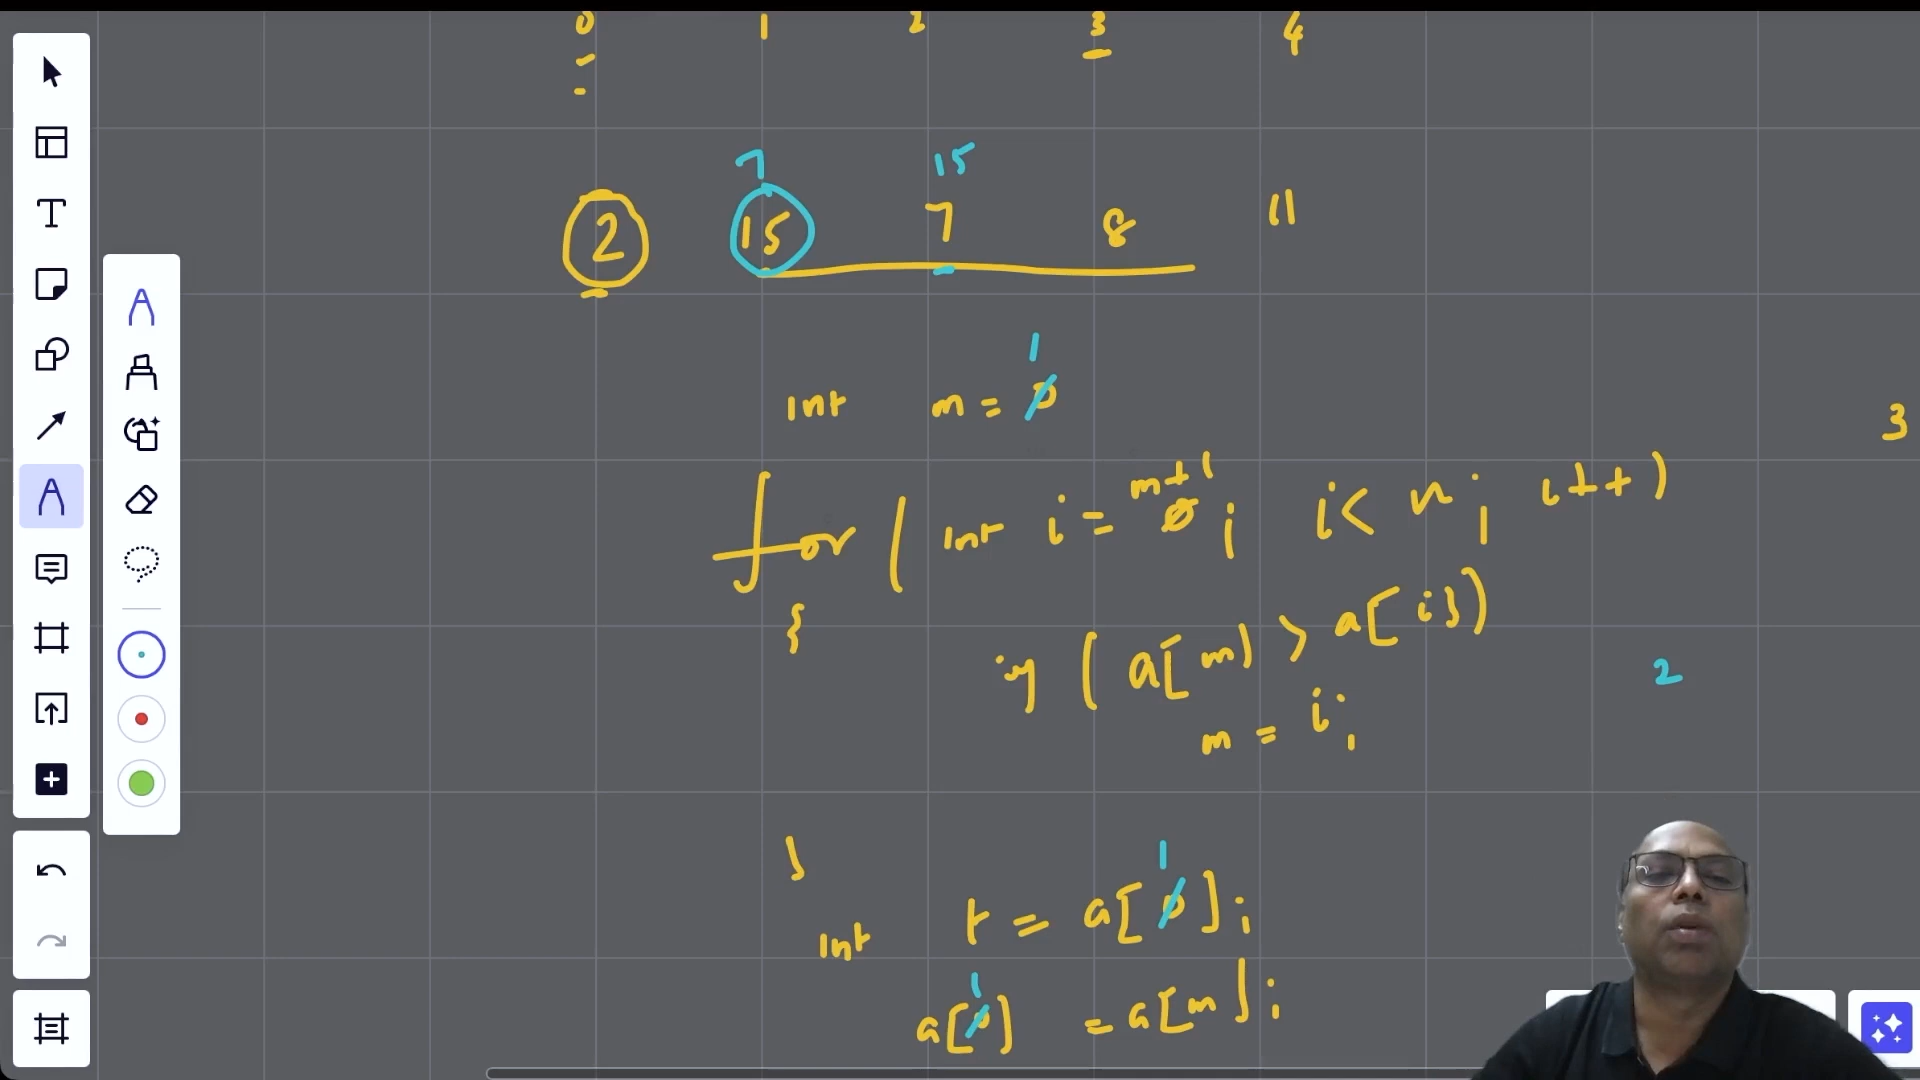 0 1 2 3 4
7 15
2 15 7 8 11
1
int m = 0
3
for ( int i = 0 m+1 ; i < n ; i++ )
{
if ( a[m] > a[i] )
2
m = i ;
}
1
int t = a[0] ;
1
a[0] = a[m] ;